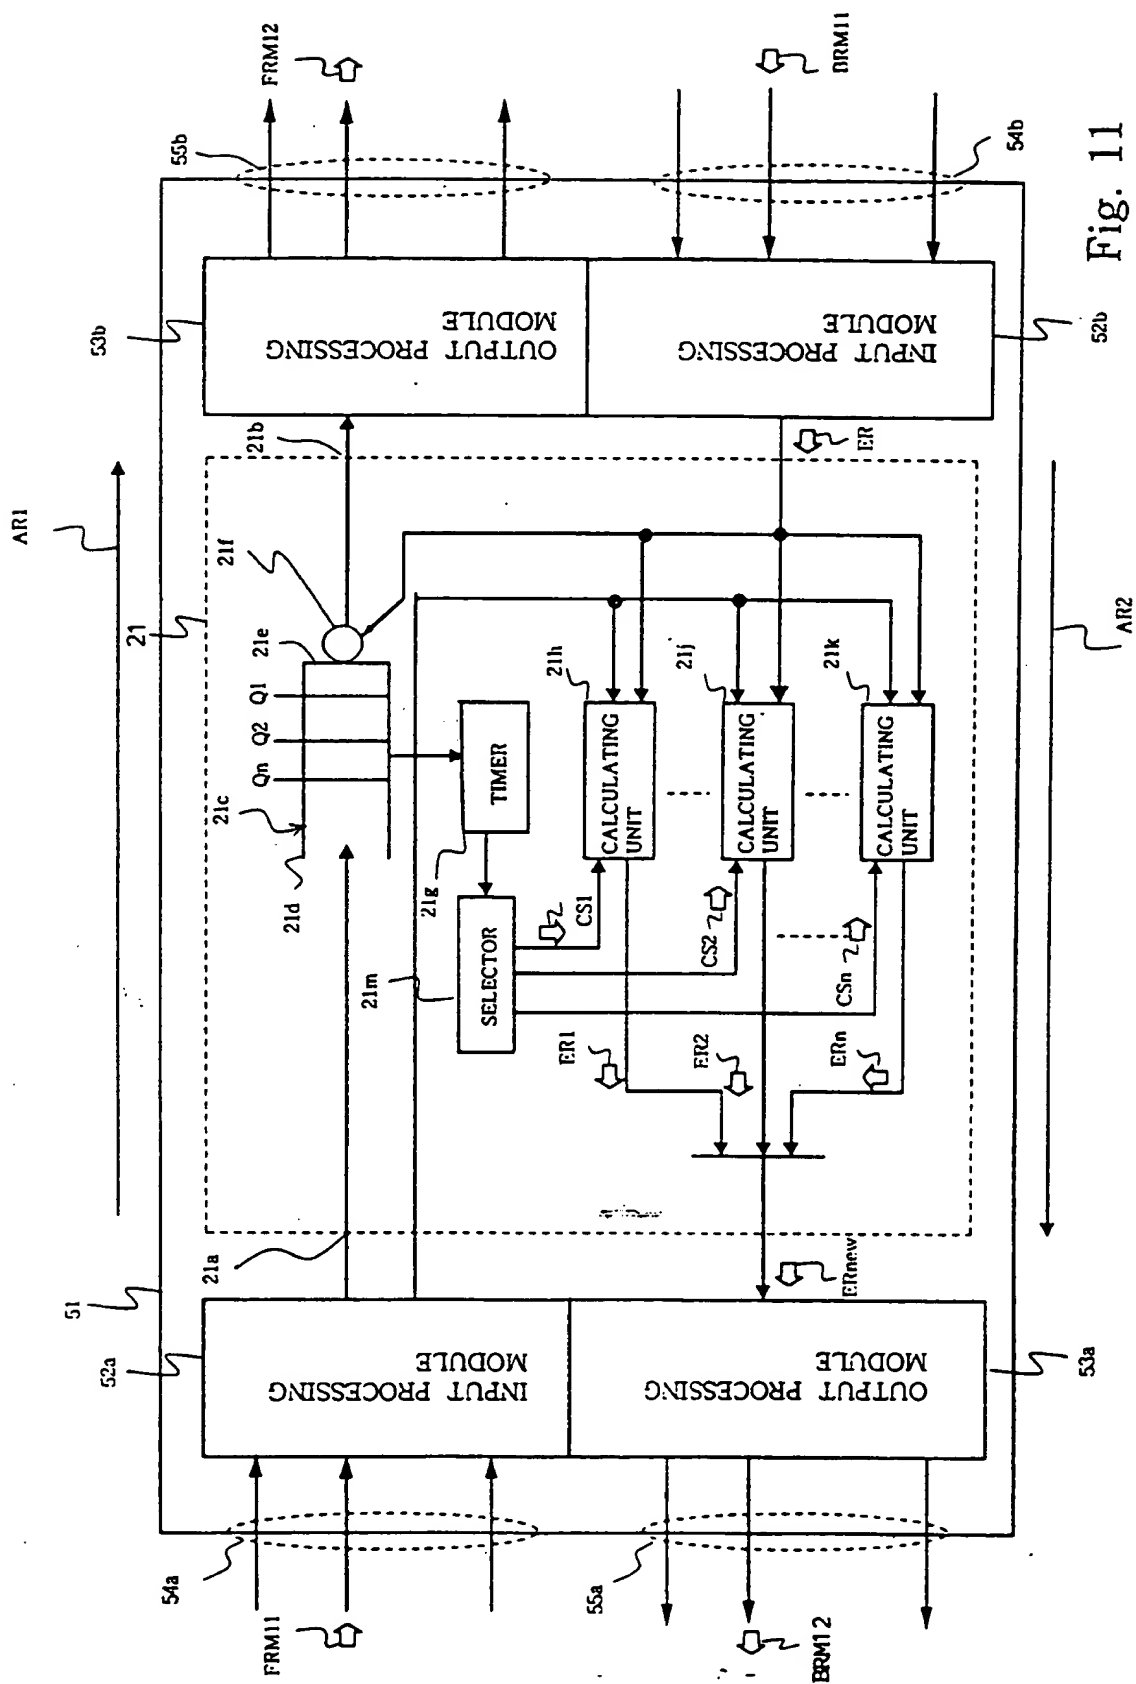 AR1
51
54a
FRM11
52a
INPUT PROCESSING
MODULE
21a
21
21d
21c
Qn
Q2
Q1
21e
21f
21b
53b
OUTPUT PROCESSING
MODULE
55b
FRM12
21m
SELECTOR
21g
TIMER
CS1
CS2
CSn
21h
CALCULATING
UNIT
21j
CALCULATING
UNIT
21k
CALCULATING
UNIT
ER1
ER2
ERn
ER
ERnew
OUTPUT PROCESSING
MODULE
53a
55a
BRM12
INPUT PROCESSING
MODULE
52b
54b
BRM11
AR2
Fig. 11